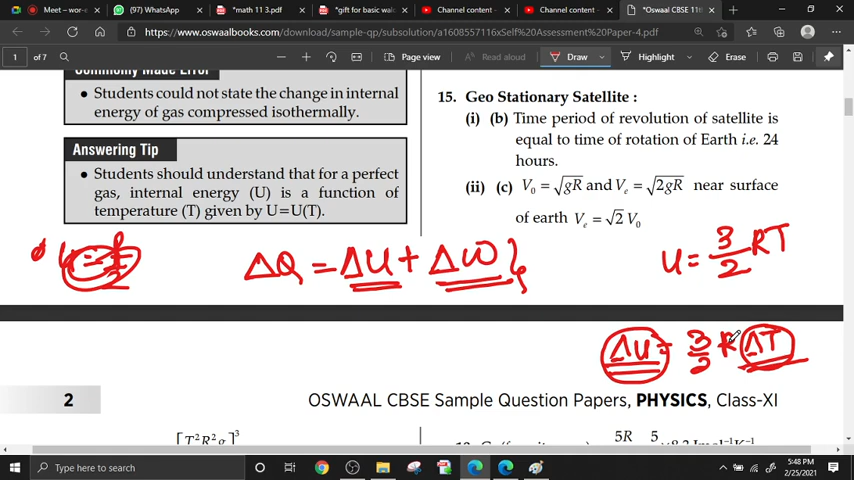 Meet – wor-e
(97) WhatsApp
*math 11 3.pdf
*gift for basic wal
Channel content -
Channel content -
*Oswaal CBSE 11th
https://www.oswaalbooks.com/download/sample-qp/subsolution/a1608557116xSelf Assessment Paper-4.pdf
1 of 7
Page view
Read aloud
Draw
Highlight
Erase
Commonly Made Error
• Students could not state the change in internal
energy of gas compressed isothermally.
Answering Tip
• Students should understand that for a perfect
gas, internal energy (U) is a function of
temperature (T) given by U=U(T).
15. Geo Stationary Satellite :
(i) (b) Time period of revolution of satellite is
equal to time of rotation of Earth i.e. 24
hours.
(ii) (c) V₀ = √gR and Vₑ = √2gR near surface
of earth Vₑ = √2 V₀
ΔQ = ΔU + ΔW
U = 3/2 RT
ΔU = 3/2 R ΔT
2
OSWAAL CBSE Sample Question Papers, PHYSICS, Class-XI
Type here to search
5:48 PM
2/25/2021